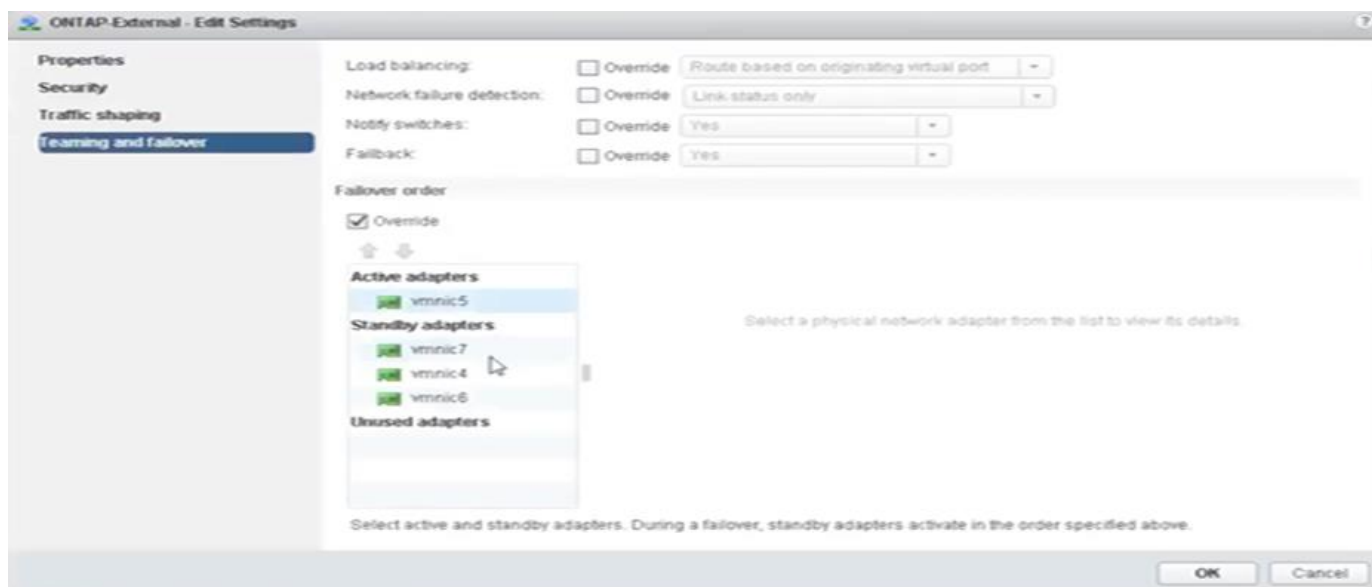 ONTAP-External - Edit Settings
?
Properties
Security
Traffic shaping
Teaming and failover
Load balancing:
Override
Route based on originating virtual port
Network failure detection:
Override
Link status only
Notify switches:
Override
Yes
Failback:
Override
Yes
Failover order
Override
Active adapters
vmnic5
Standby adapters
vmnic7
vmnic4
vmnic6
Unused adapters
Select a physical network adapter from the list to view its details.
Select active and standby adapters. During a failover, standby adapters activate in the order specified above.
OK
Cancel